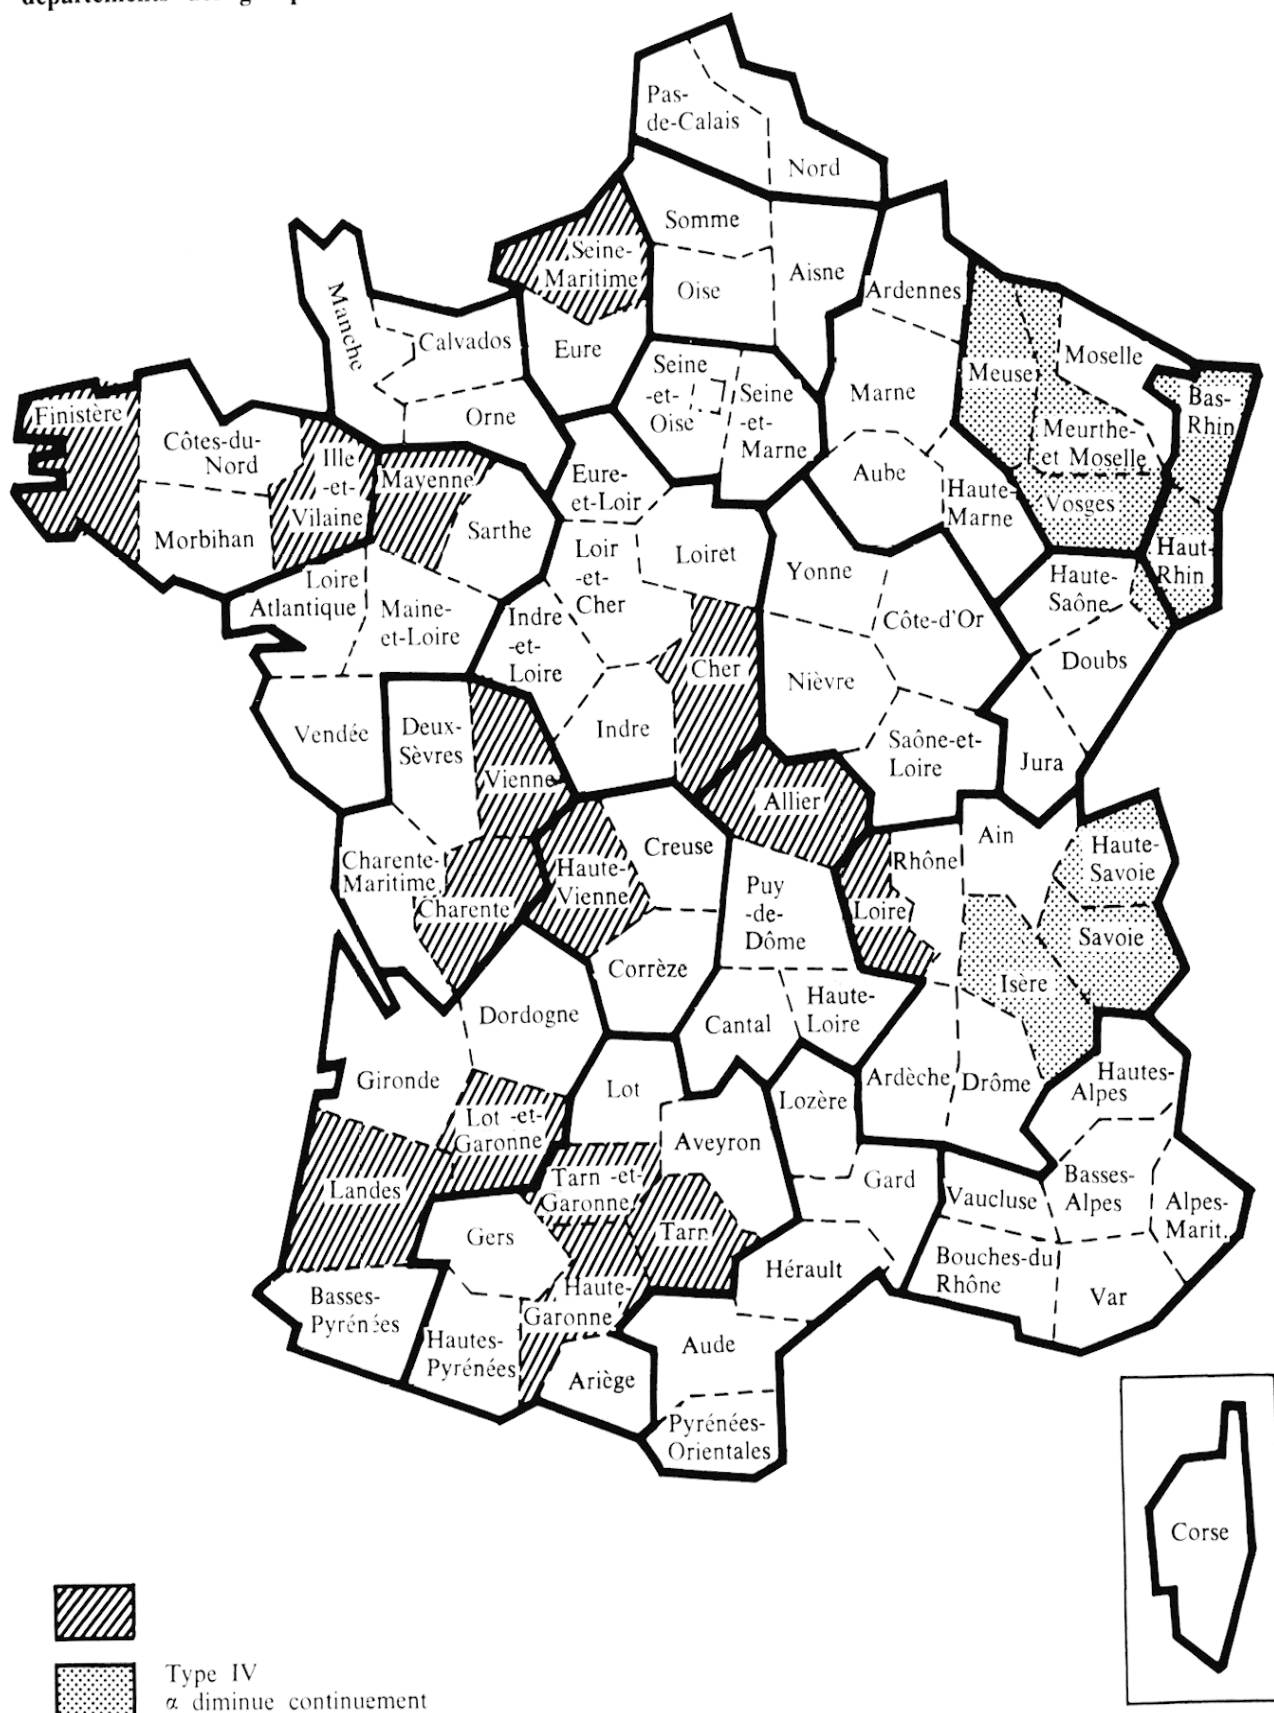 Pas-
de-Calais
Nord
Somme
Seine-
Maritime
Oise
Aisne
Ardennes
Manche
Calvados
Eure
Orne
Seine
-et-
Oise
Seine
-et-
Marne
Marne
Meuse
Moselle
Meurthe-
et Moselle
Bas-
Rhin
Finistère
Côtes-du-
Nord
Ille
-et-
Vilaine
Mayenne
Morbihan
Sarthe
Eure-
et-Loir
Aube
Haute-
Marne
Vosges
Haut-
Rhin
Loire
Atlantique
Maine-
et-Loire
Loir
-et-
Cher
Loiret
Yonne
Côte-d'Or
Haute-
Saône
Doubs
Indre
-et-
Loire
Cher
Nièvre
Vendée
Deux-
Sèvres
Vienne
Indre
Saône-et-
Loire
Jura
Allier
Charente-
Maritime
Charente
Haute-
Vienne
Creuse
Puy
-de-
Dôme
Loire
Rhône
Ain
Haute-
Savoie
Savoie
Isère
Corrèze
Dordogne
Cantal
Haute-
Loire
Gironde
Lot
Lot -et-
Garonne
Aveyron
Lozère
Ardèche
Drôme
Hautes-
Alpes
Landes
Tarn -et-
Garonne
Tarn
Gard
Vaucluse
Basses-
Alpes
Alpes-
Marit.
Gers
Haute-
Garonne
Hérault
Bouches-du
Rhône
Var
Basses-
Pyrénées
Hautes-
Pyrénées
Ariège
Aude
Pyrénées-
Orientales
Corse
Type IV
α diminue continuement